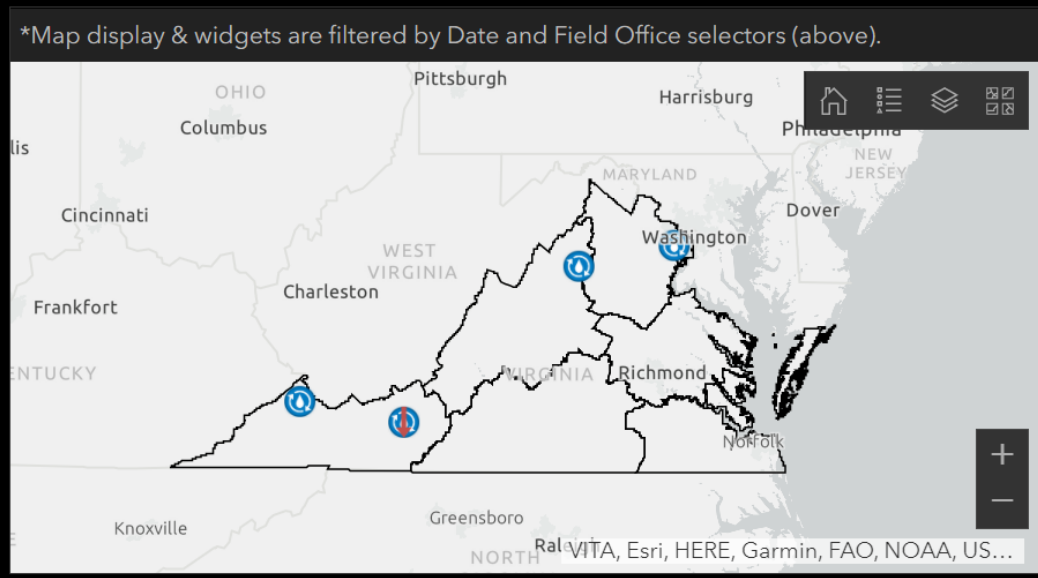 *Map display & widgets are filtered by Date and Field Office selectors (above).
Pittsburgh
OHIO
Harrisburg
Columbus
Philadelphia
lis
NEW
JERSEY
MARYLAND
Dover
Cincinnati
Washington
WEST
VIRGINIA
Charleston
Frankfort
ENTUCKY
VIRGINIA
Richmond
Norfolk
Greensboro
Knoxville
E
Raleigh
NORTH
VITA, Esri, HERE, Garmin, FAO, NOAA, US...